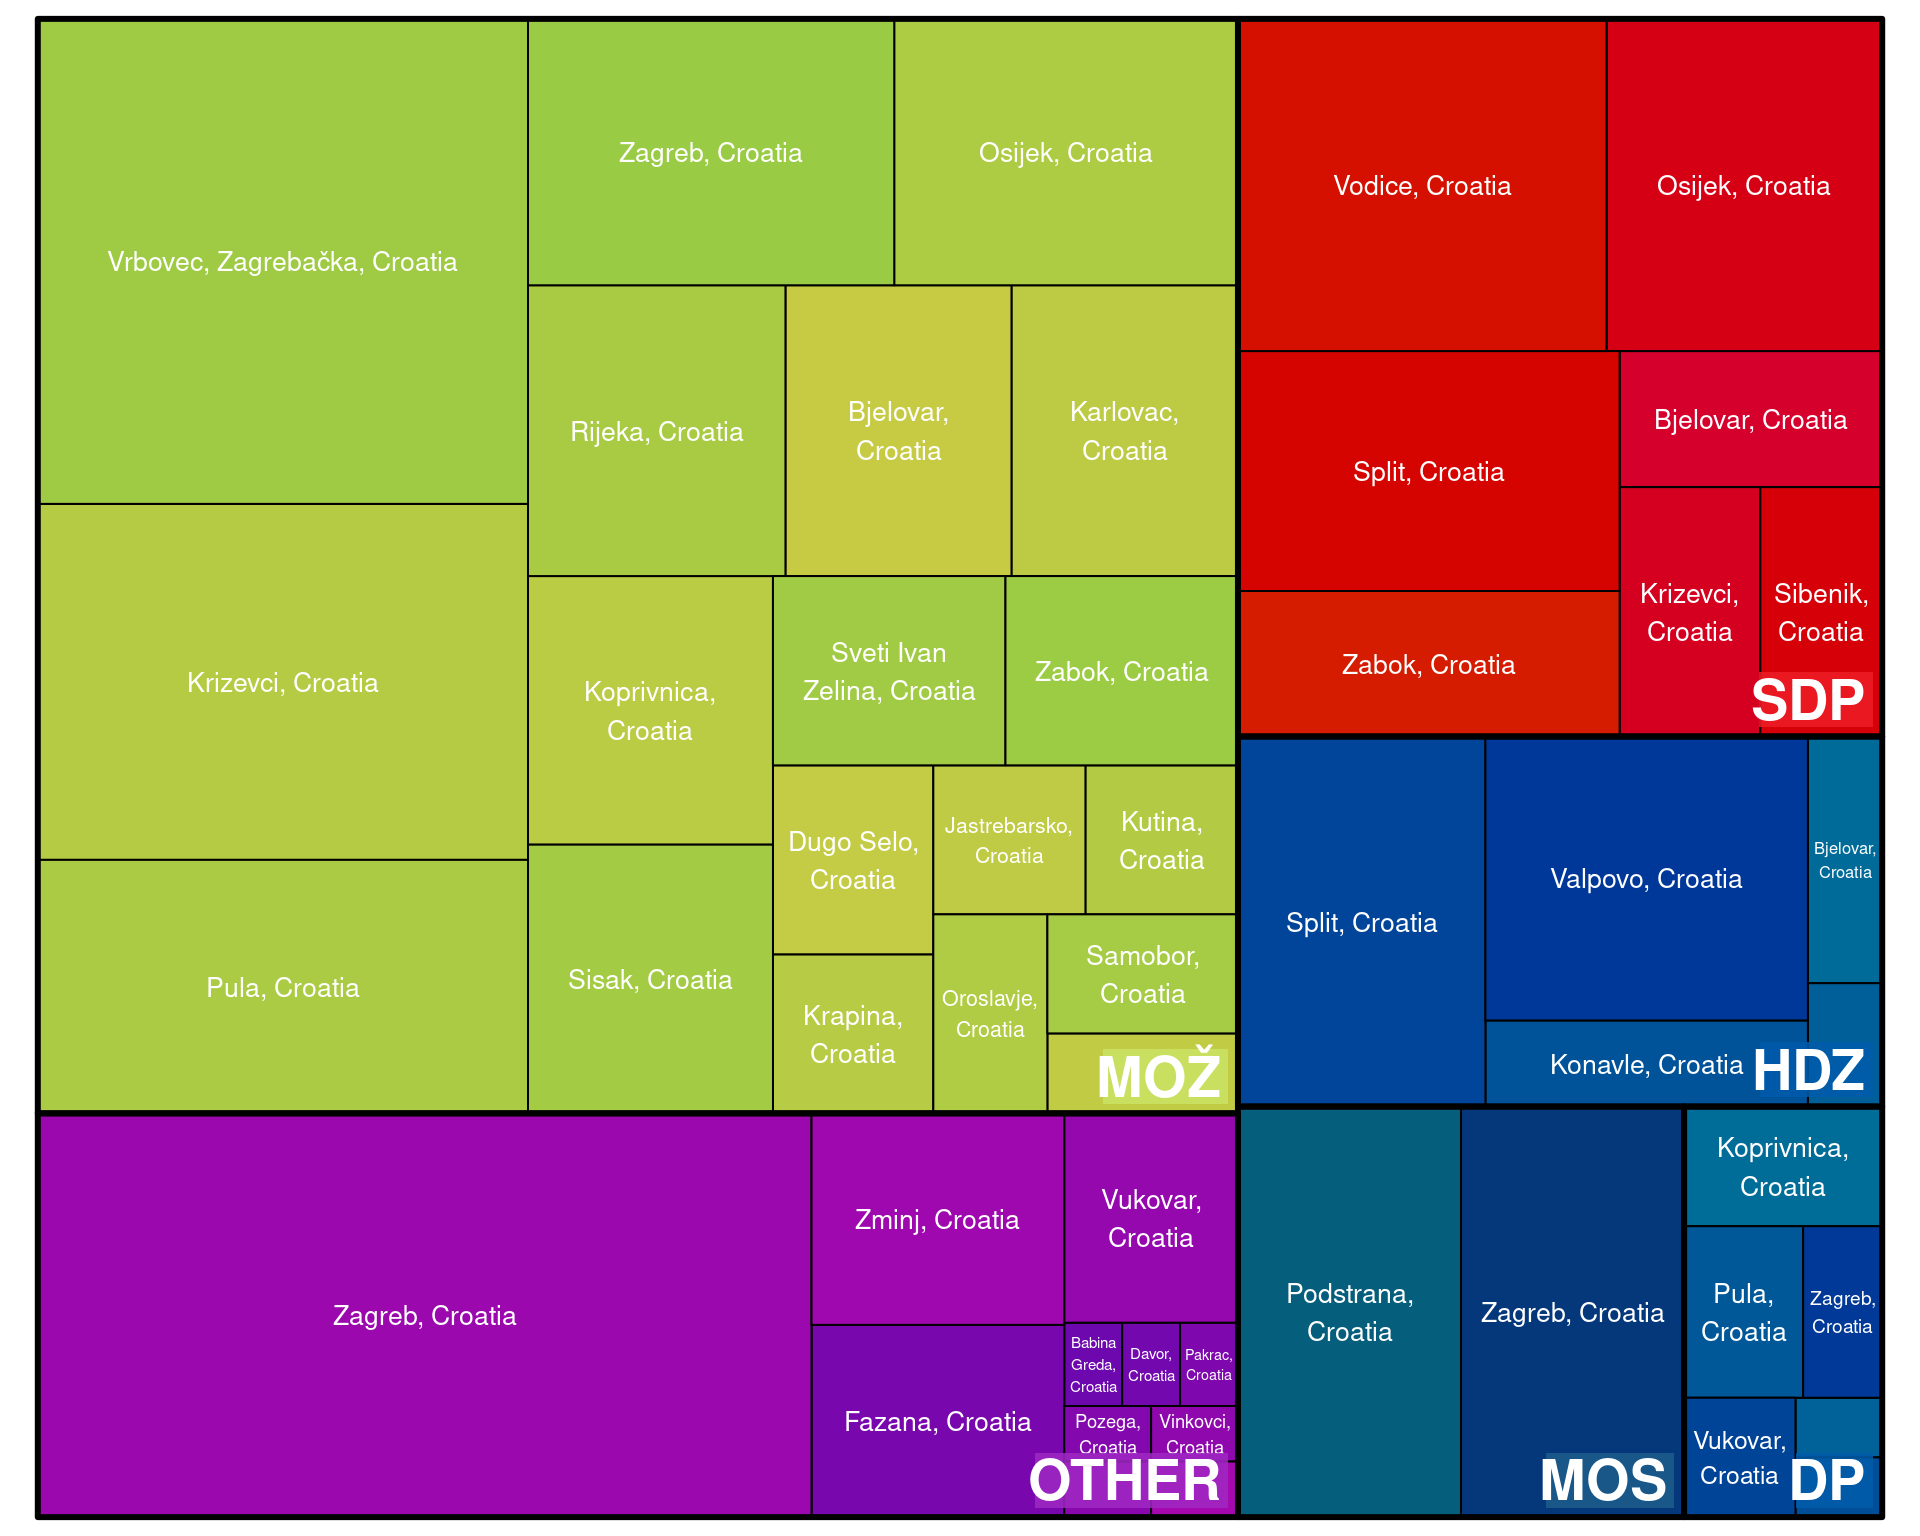 Vrbovec, Zagrebačka, Croatia
Zagreb, Croatia
Osijek, Croatia
Rijeka, Croatia
Bjelovar,
Croatia
Karlovac,
Croatia
Krizevci, Croatia
Koprivnica,
Croatia
Sveti Ivan
Zelina, Croatia
Zabok, Croatia
Dugo Selo,
Croatia
Jastrebarsko,
Croatia
Kutina,
Croatia
Pula, Croatia
Sisak, Croatia
Krapina,
Croatia
Oroslavje,
Croatia
Samobor,
Croatia
MOŽ
Vodice, Croatia
Osijek, Croatia
Split, Croatia
Bjelovar, Croatia
Zabok, Croatia
Krizevci,
Croatia
Sibenik,
Croatia
SDP
Split, Croatia
Valpovo, Croatia
Bjelovar,
Croatia
Konavle, Croatia
HDZ
Zagreb, Croatia
Zminj, Croatia
Vukovar,
Croatia
Fazana, Croatia
Babina
Greda,
Croatia
Davor,
Croatia
Pakrac,
Croatia
Pozega,
Croatia
Vinkovci,
Croatia
OTHER
Podstrana,
Croatia
Zagreb, Croatia
MOS
Koprivnica,
Croatia
Pula,
Croatia
Zagreb,
Croatia
Vukovar,
Croatia
DP